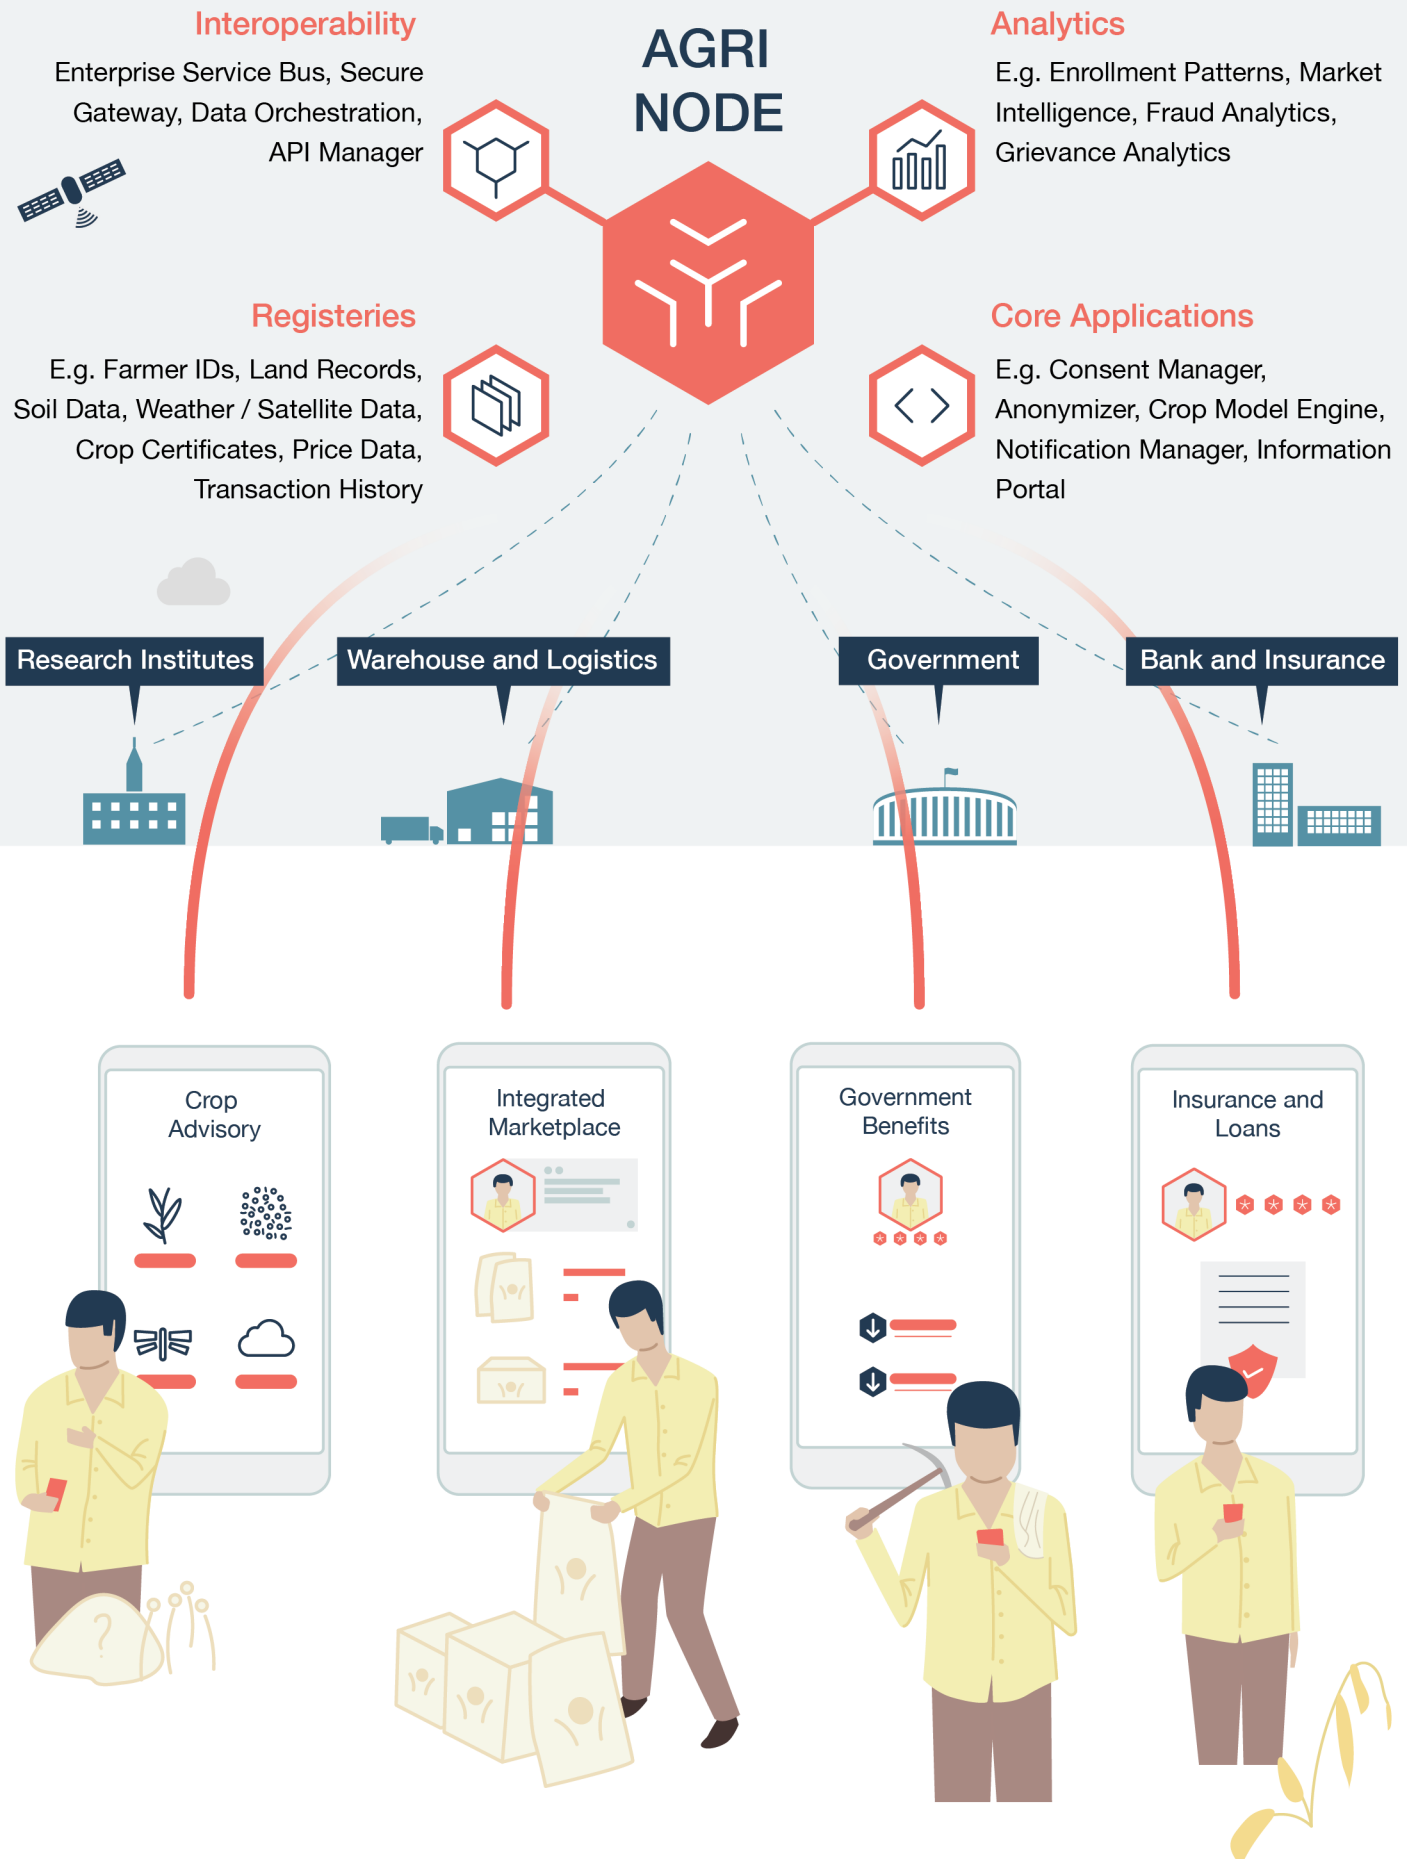 AGRI
NODE
Interoperability
Enterprise Service Bus, Secure
Gateway, Data Orchestration,
API Manager
Analytics
E.g. Enrollment Patterns, Market
Intelligence, Fraud Analytics,
Grievance Analytics
Registeries
E.g. Farmer IDs, Land Records,
Soil Data, Weather / Satellite Data,
Crop Certificates, Price Data,
Transaction History
Core Applications
E.g. Consent Manager,
Anonymizer, Crop Model Engine,
Notification Manager, Information
Portal
Research Institutes
Warehouse and Logistics
Government
Bank and Insurance
Crop
Advisory
Integrated
Marketplace
Government
Benefits
Insurance and
Loans
?